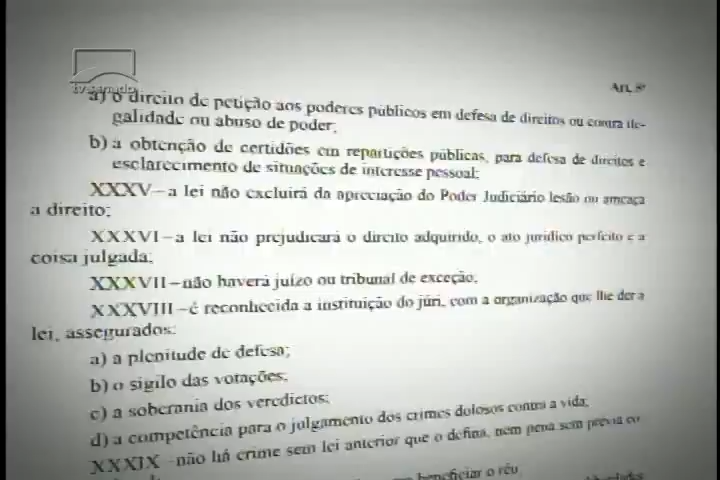 tv senado
Art. 5º
a) o direito de petição aos poderes públicos em defesa de direitos ou contra ile-
galidade ou abuso de poder;
b) a obtenção de certidões em repartições públicas, para defesa de direitos e
esclarecimento de situações de interesse pessoal;
XXXV – a lei não excluirá da apreciação do Poder Judiciário lesão ou ameaça
a direito;
XXXVI – a lei não prejudicará o direito adquirido, o ato jurídico perfeito e a
coisa julgada;
XXXVII – não haverá juízo ou tribunal de exceção;
XXXVIII – é reconhecida a instituição do júri, com a organização que lhe der a
lei, assegurados:
a) a plenitude de defesa;
b) o sigilo das votações;
c) a soberania dos veredictos;
d) a competência para o julgamento dos crimes dolosos contra a vida;
XXXIX – não há crime sem lei anterior que o defina, nem pena sem prévia co-
beneficiar o réu